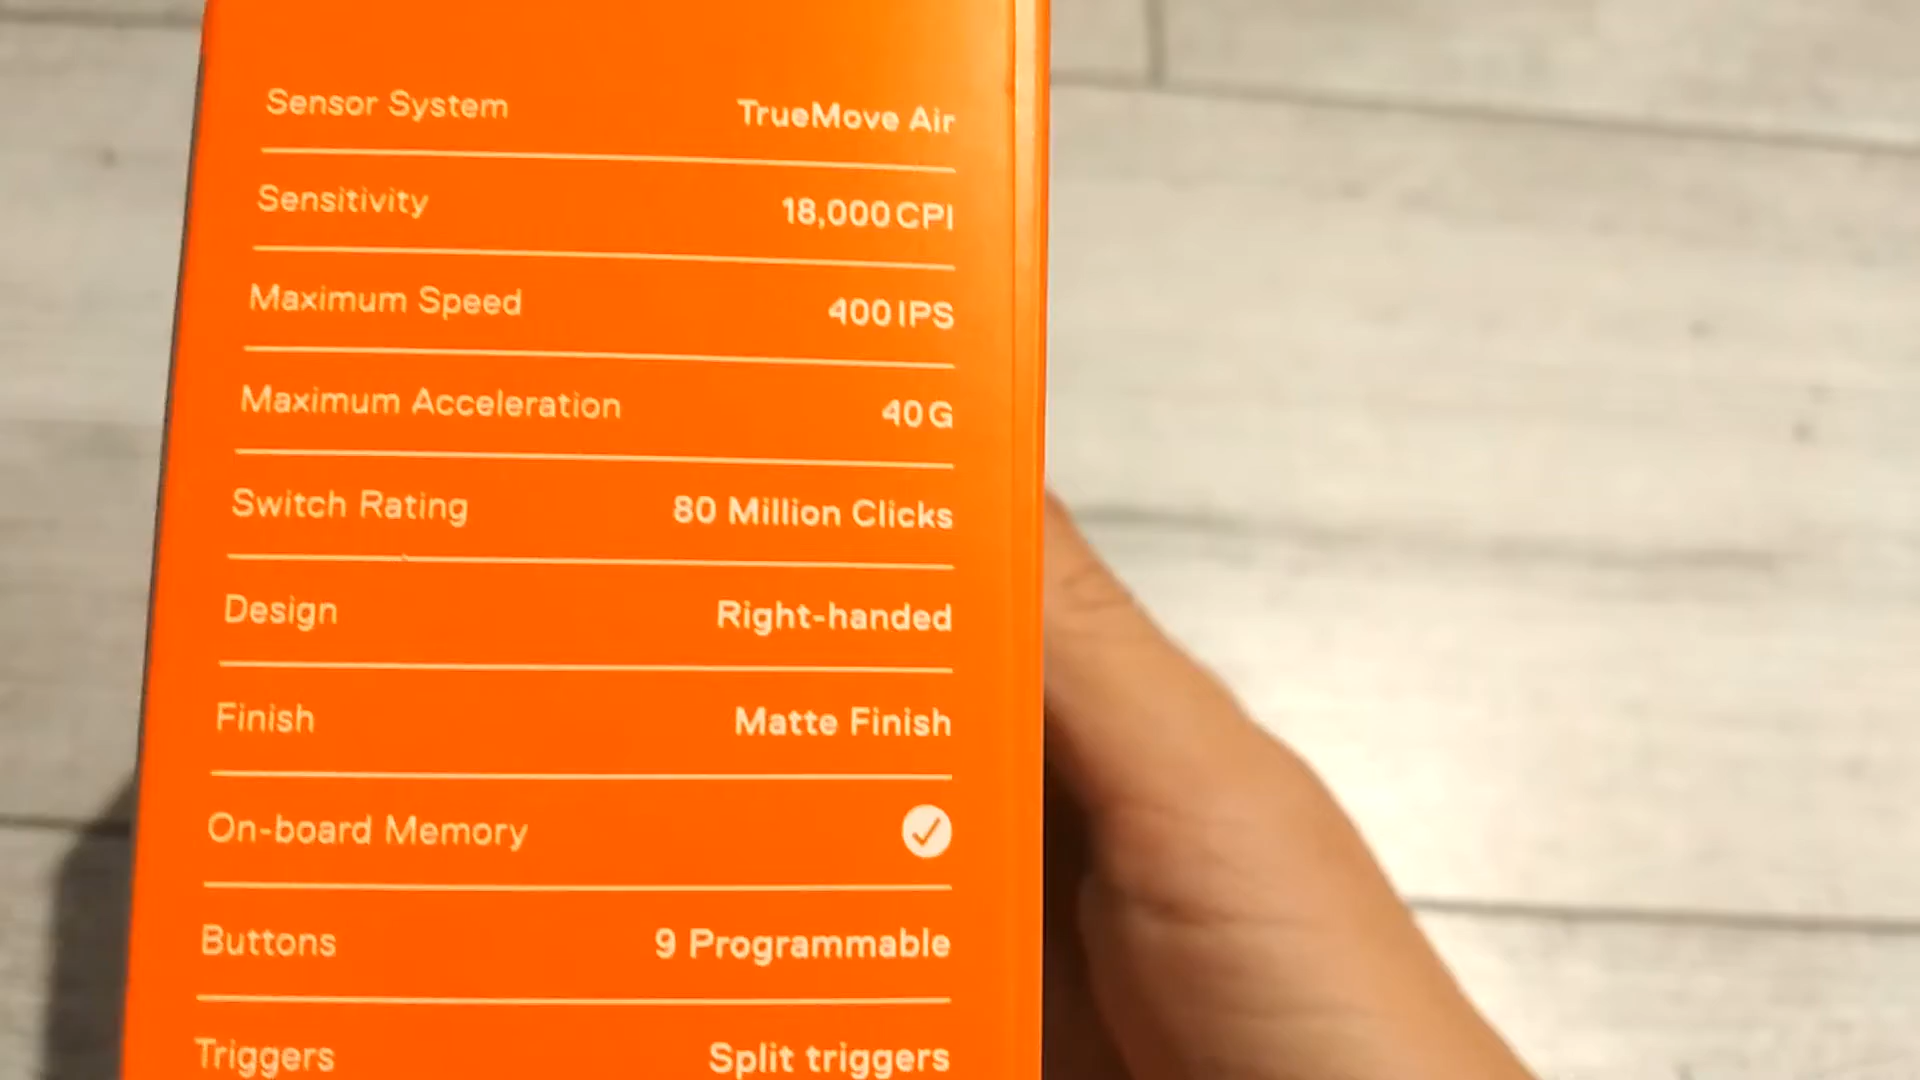 Sensor System TrueMove Air
Sensitivity 18,000 CPI
Maximum Speed 400 IPS
Maximum Acceleration 40 G
Switch Rating 80 Million Clicks
Design Right-handed
Finish Matte Finish
On-board Memory
Buttons 9 Programmable
Triggers Split triggers